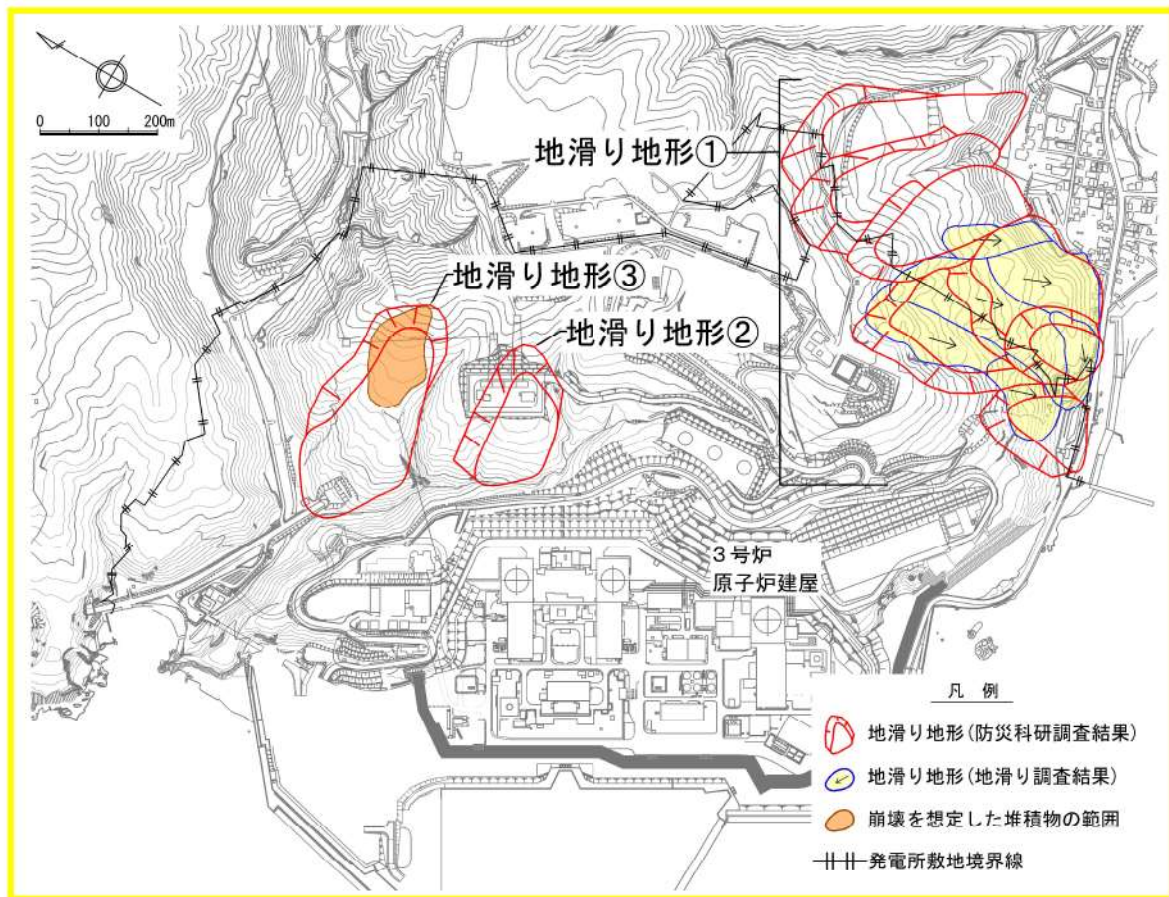 0 100 200m
地滑り地形①
地滑り地形③
地滑り地形②
3号炉
原子炉建屋
凡 例
地滑り地形(防災科研調査結果)
地滑り地形(地滑り調査結果)
崩壊を想定した堆積物の範囲
発電所敷地境界線